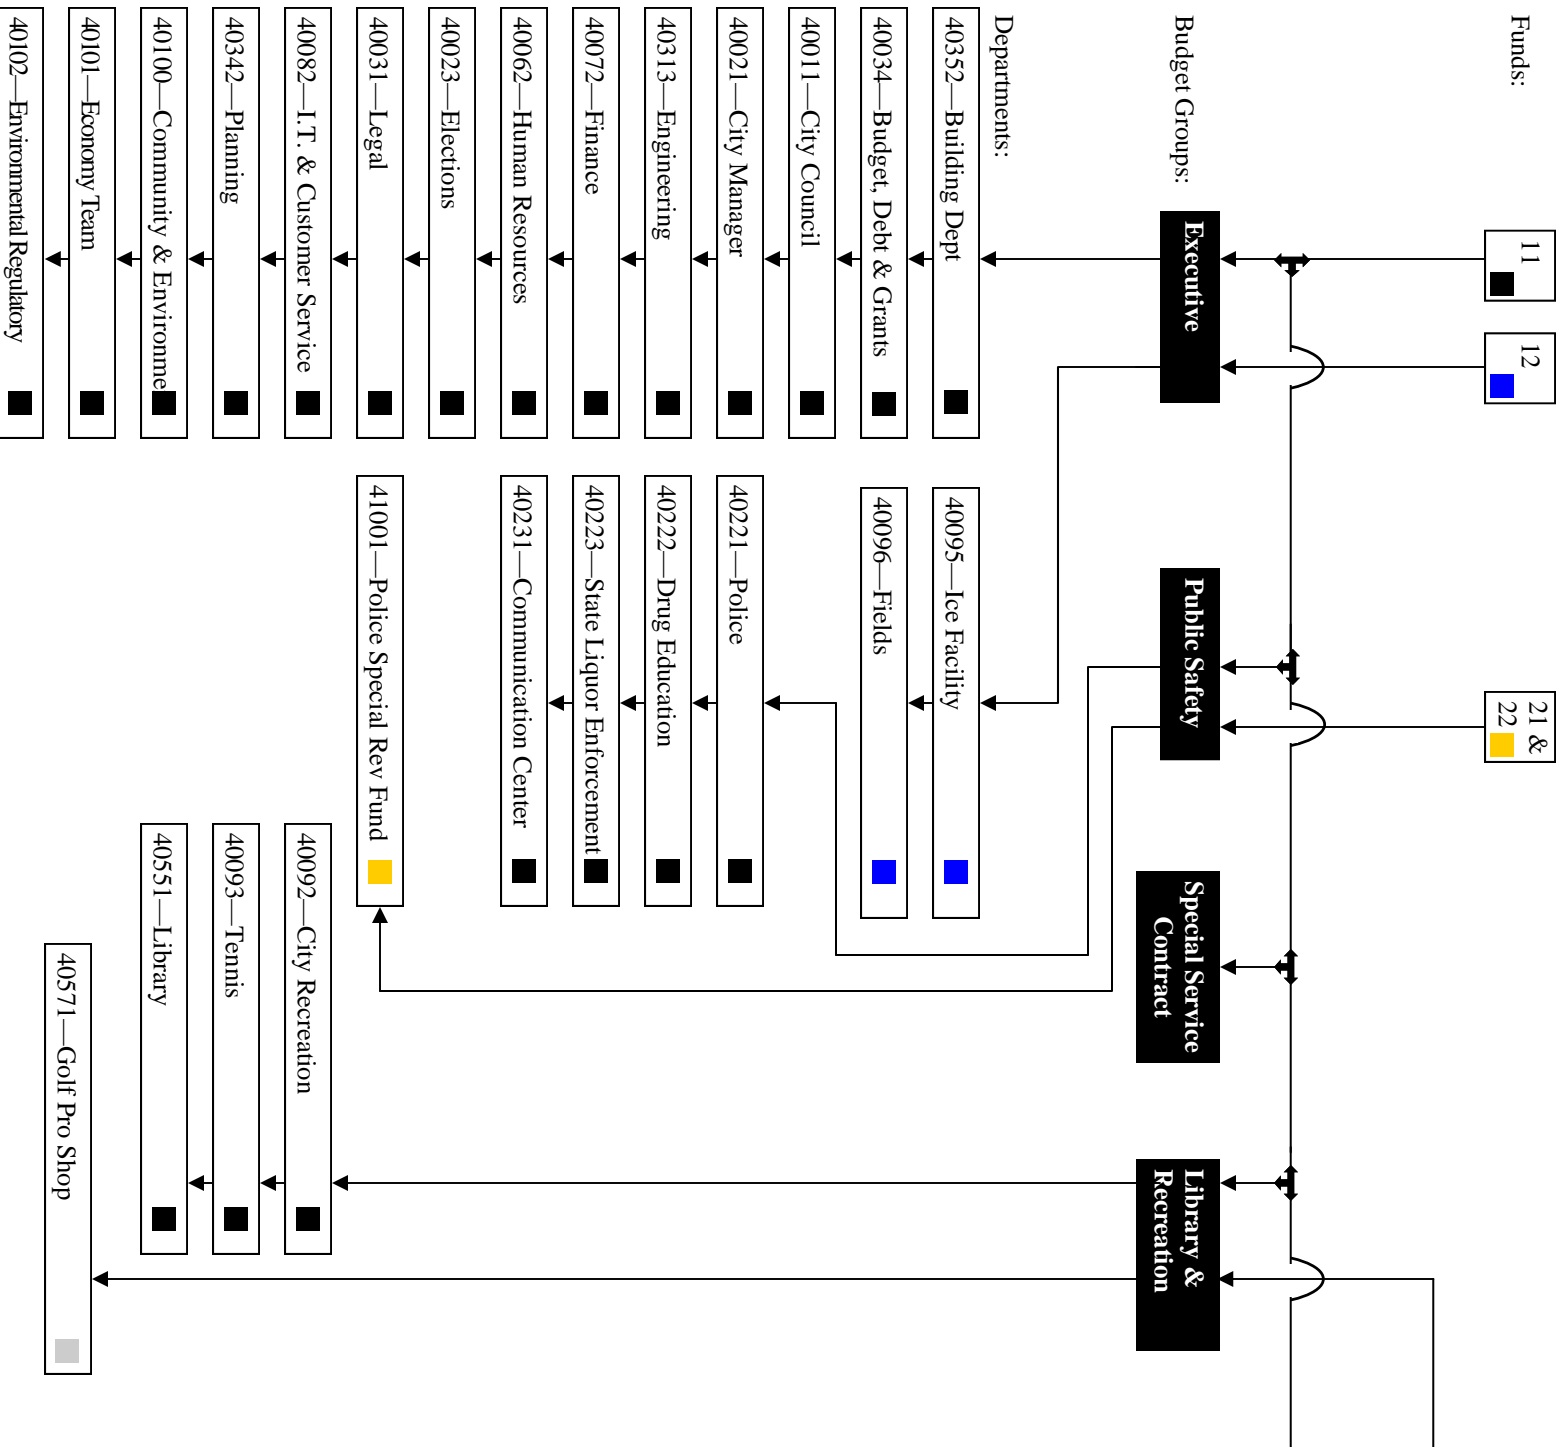 Funds:
11
12
21 &
22
Budget Groups:
Executive
Public Safety
Special Service
Contract
Library &
Recreation
Departments:
40352—Building Dept
40034—Budget, Debt & Grants
40011—City Council
40021—City Manager
40313—Engineering
40072—Finance
40062—Human Resources
40023—Elections
40031—Legal
40082—I.T. & Customer Service
40342—Planning
40100—Community & Environme
40101—Economy Team
40102—Environmental Regulatory
40095—Ice Facility
40096—Fields
40221—Police
40222—Drug Education
40223—State Liquor Enforcement
40231—Communication Center
41001—Police Special Rev Fund
40092—City Recreation
40093—Tennis
40551—Library
40571—Golf Pro Shop